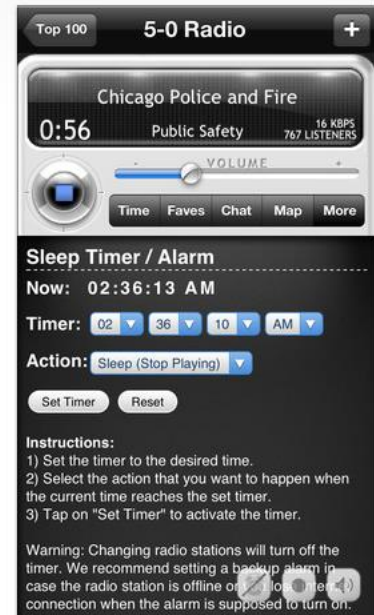 Top 100 5-0 Radio +
Chicago Police and Fire
0:56 Public Safety 16 KBPS
767 LISTENERS
- VOLUME +
Time Faves Chat Map More
Sleep Timer / Alarm
Now: 02:36:13 AM
Timer: 02 36 10 AM
Action: Sleep (Stop Playing)
Set Timer Reset
Instructions:
1) Set the timer to the desired time.
2) Select the action that you want to happen when
the current time reaches the set timer.
3) Tap on "Set Timer" to activate the timer.
Warning: Changing radio stations will turn off the
timer. We recommend setting a backup alarm in
case the radio station is offline or
connection when the alarm is supposed to turn on.